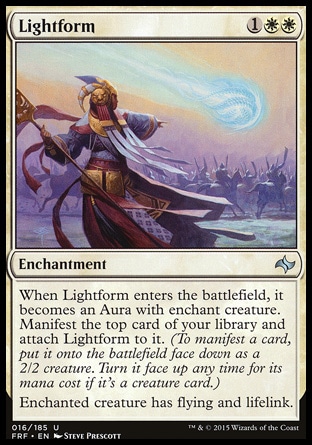 Lightform 1
Enchantment
When Lightform enters the battlefield, it
becomes an Aura with enchant creature.
Manifest the top card of your library and
attach Lightform to it. (To manifest a card,
put it onto the battlefield face down as a
2/2 creature. Turn it face up any time for its
mana cost if it's a creature card.)
Enchanted creature has flying and lifelink.
016/185 U
FRF • EN Steve Prescott ™ & © 2015 Wizards of the Coast